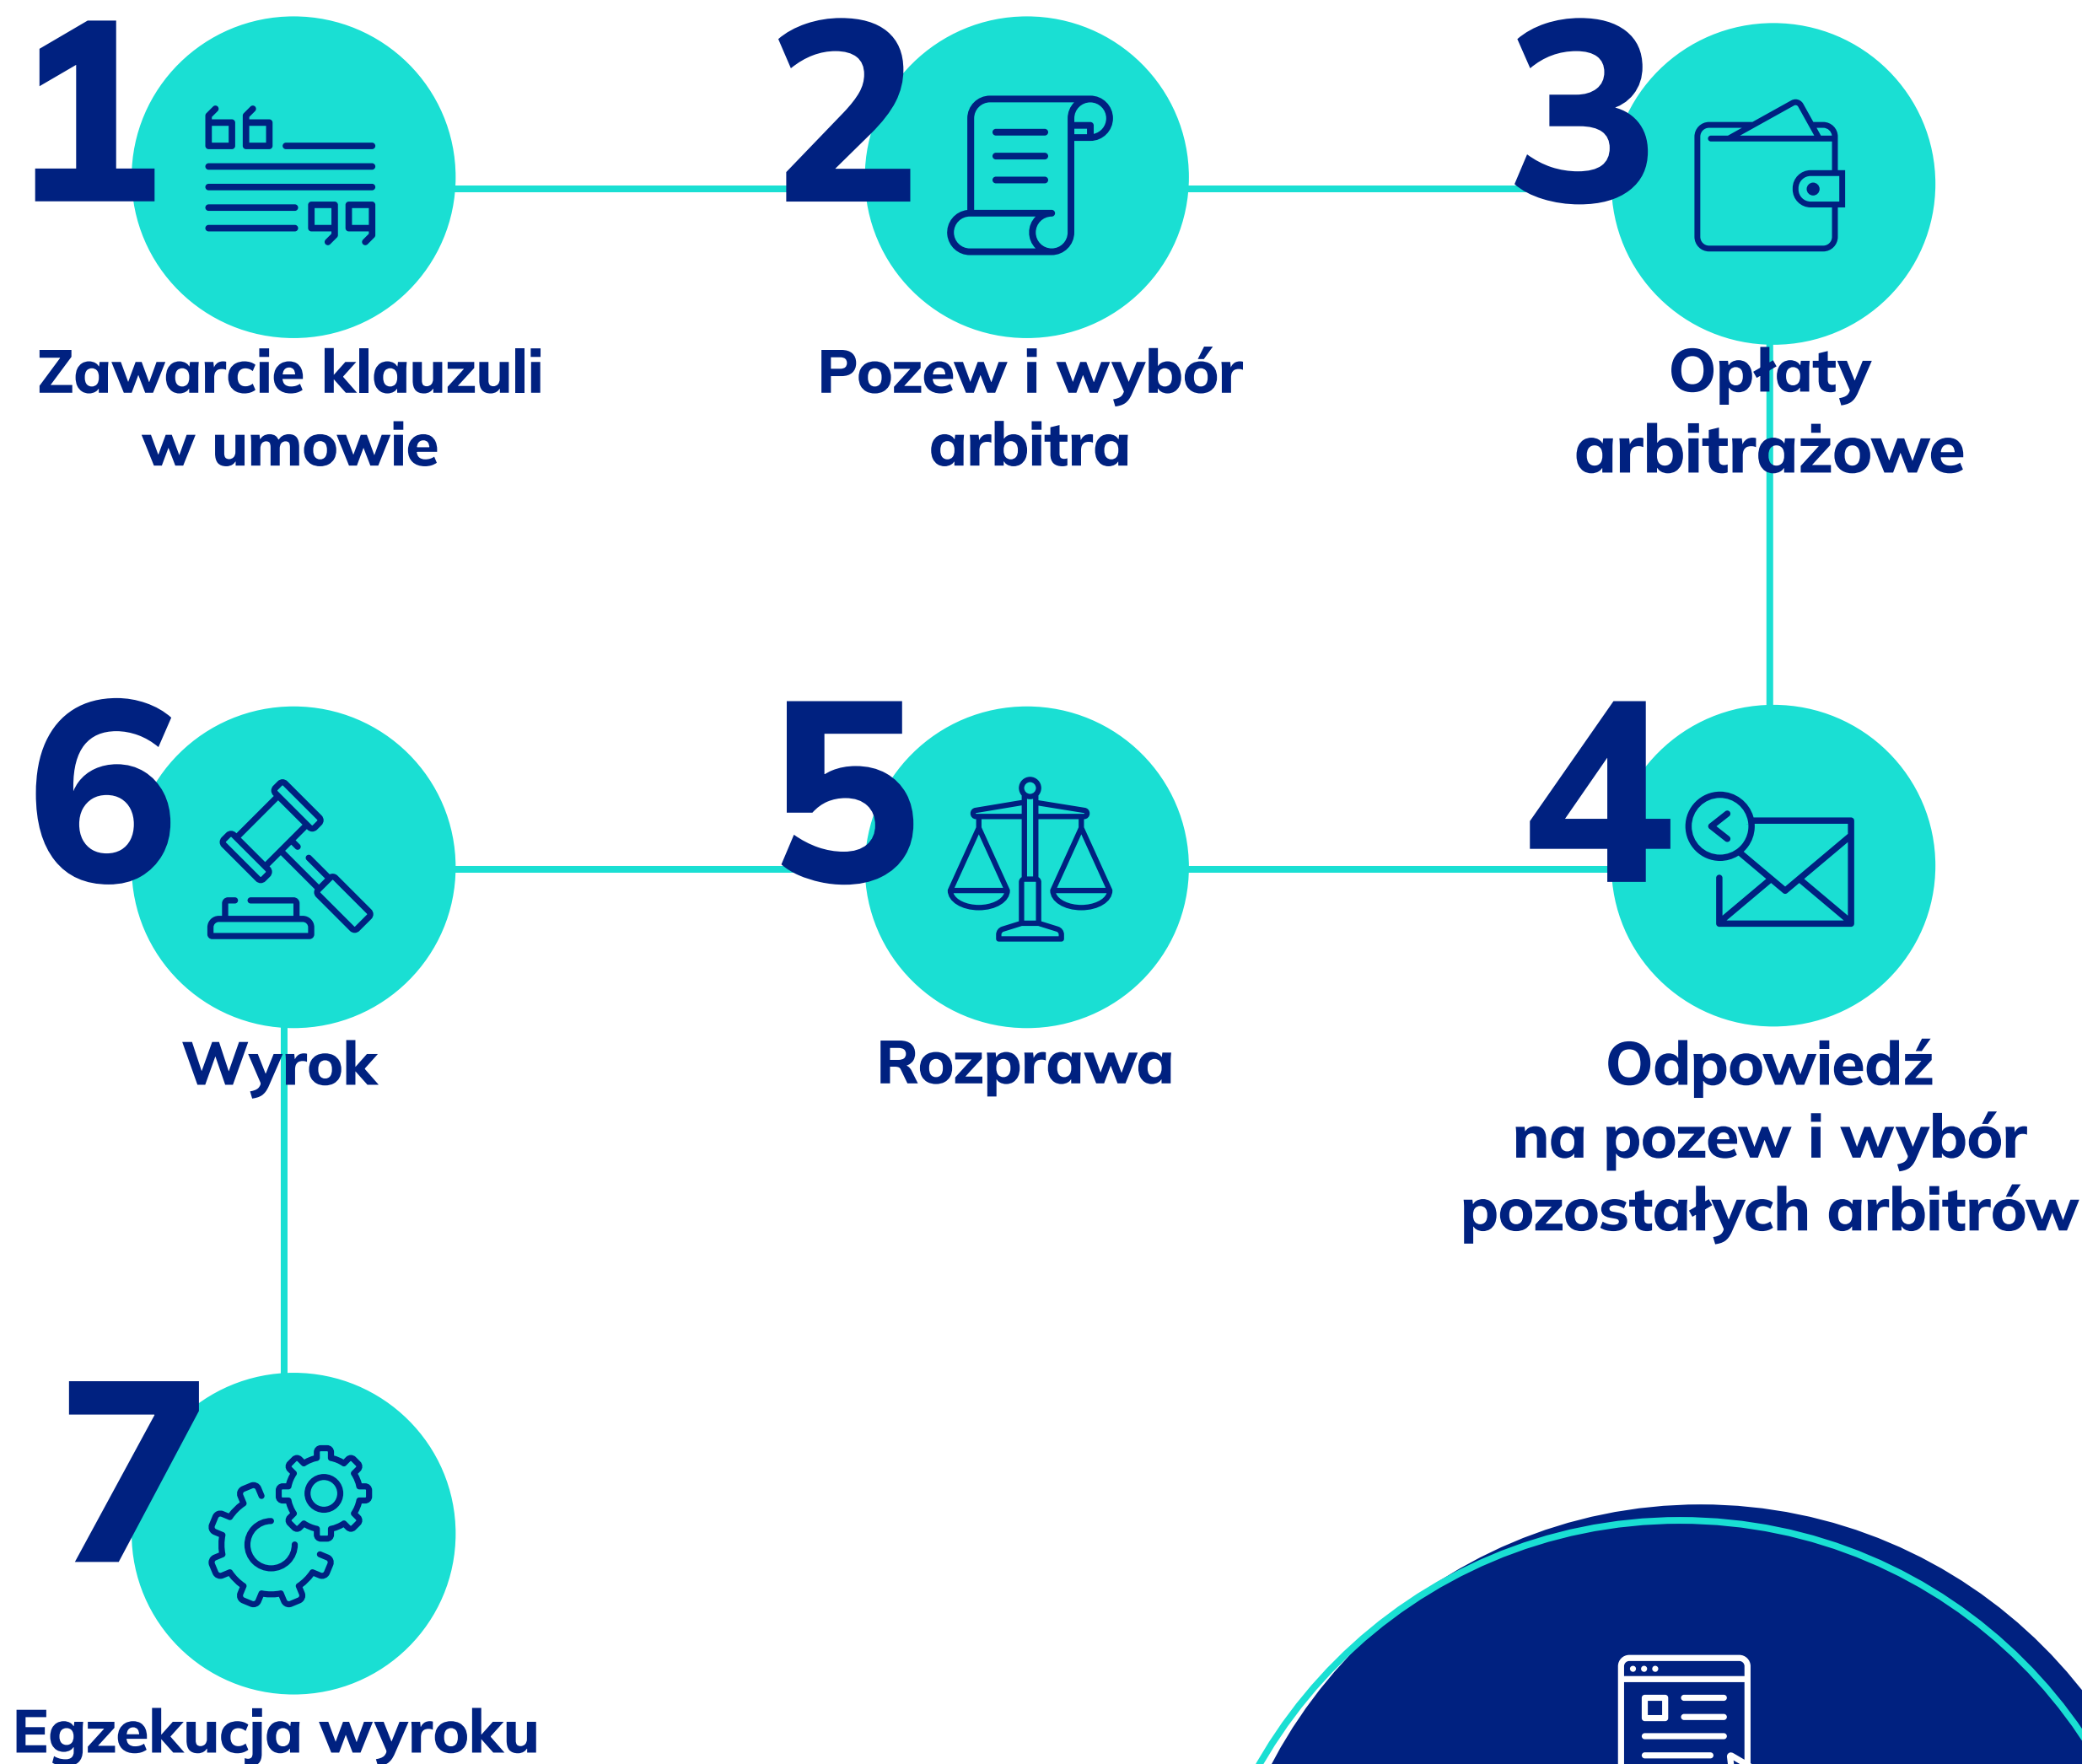 1
Zawarcie klauzuli
w umowie
2
Pozew i wybór
arbitra
3
Opłaty
arbitrażowe
4
Odpowiedź
na pozew i wybór
pozostałych arbitrów
5
Rozprawa
6
Wyrok
7
Egzekucja wyroku